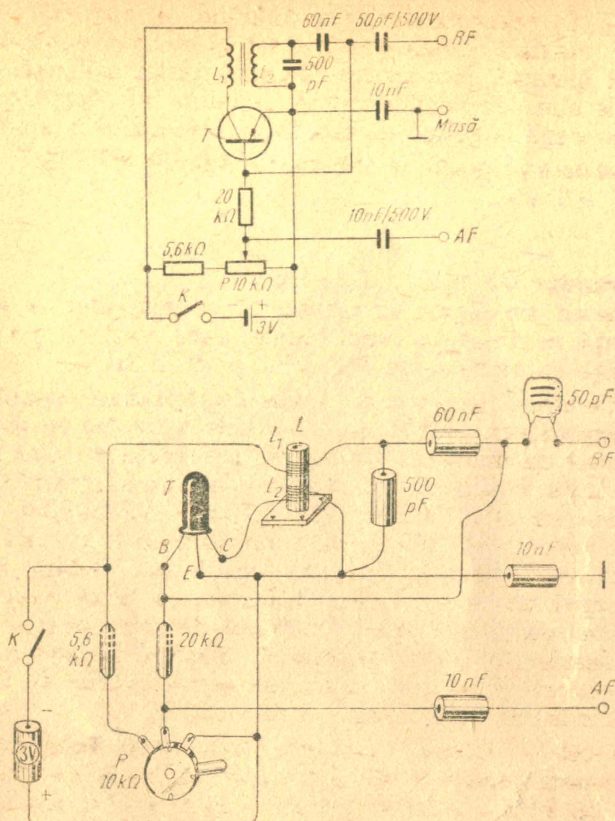 60nF 50pF/500V
RF
L₁ L₂
500
pF
10nF
Masă
T
20
kΩ
10nF/500V
AF
5,6kΩ
P 10kΩ
K
+
3V
50pF
60nF
L
L₁
L₂
T
500
pF
RF
B C
E
10nF
K
5,6
kΩ
20kΩ
10nF
AF
−
3V
+
P
10kΩ